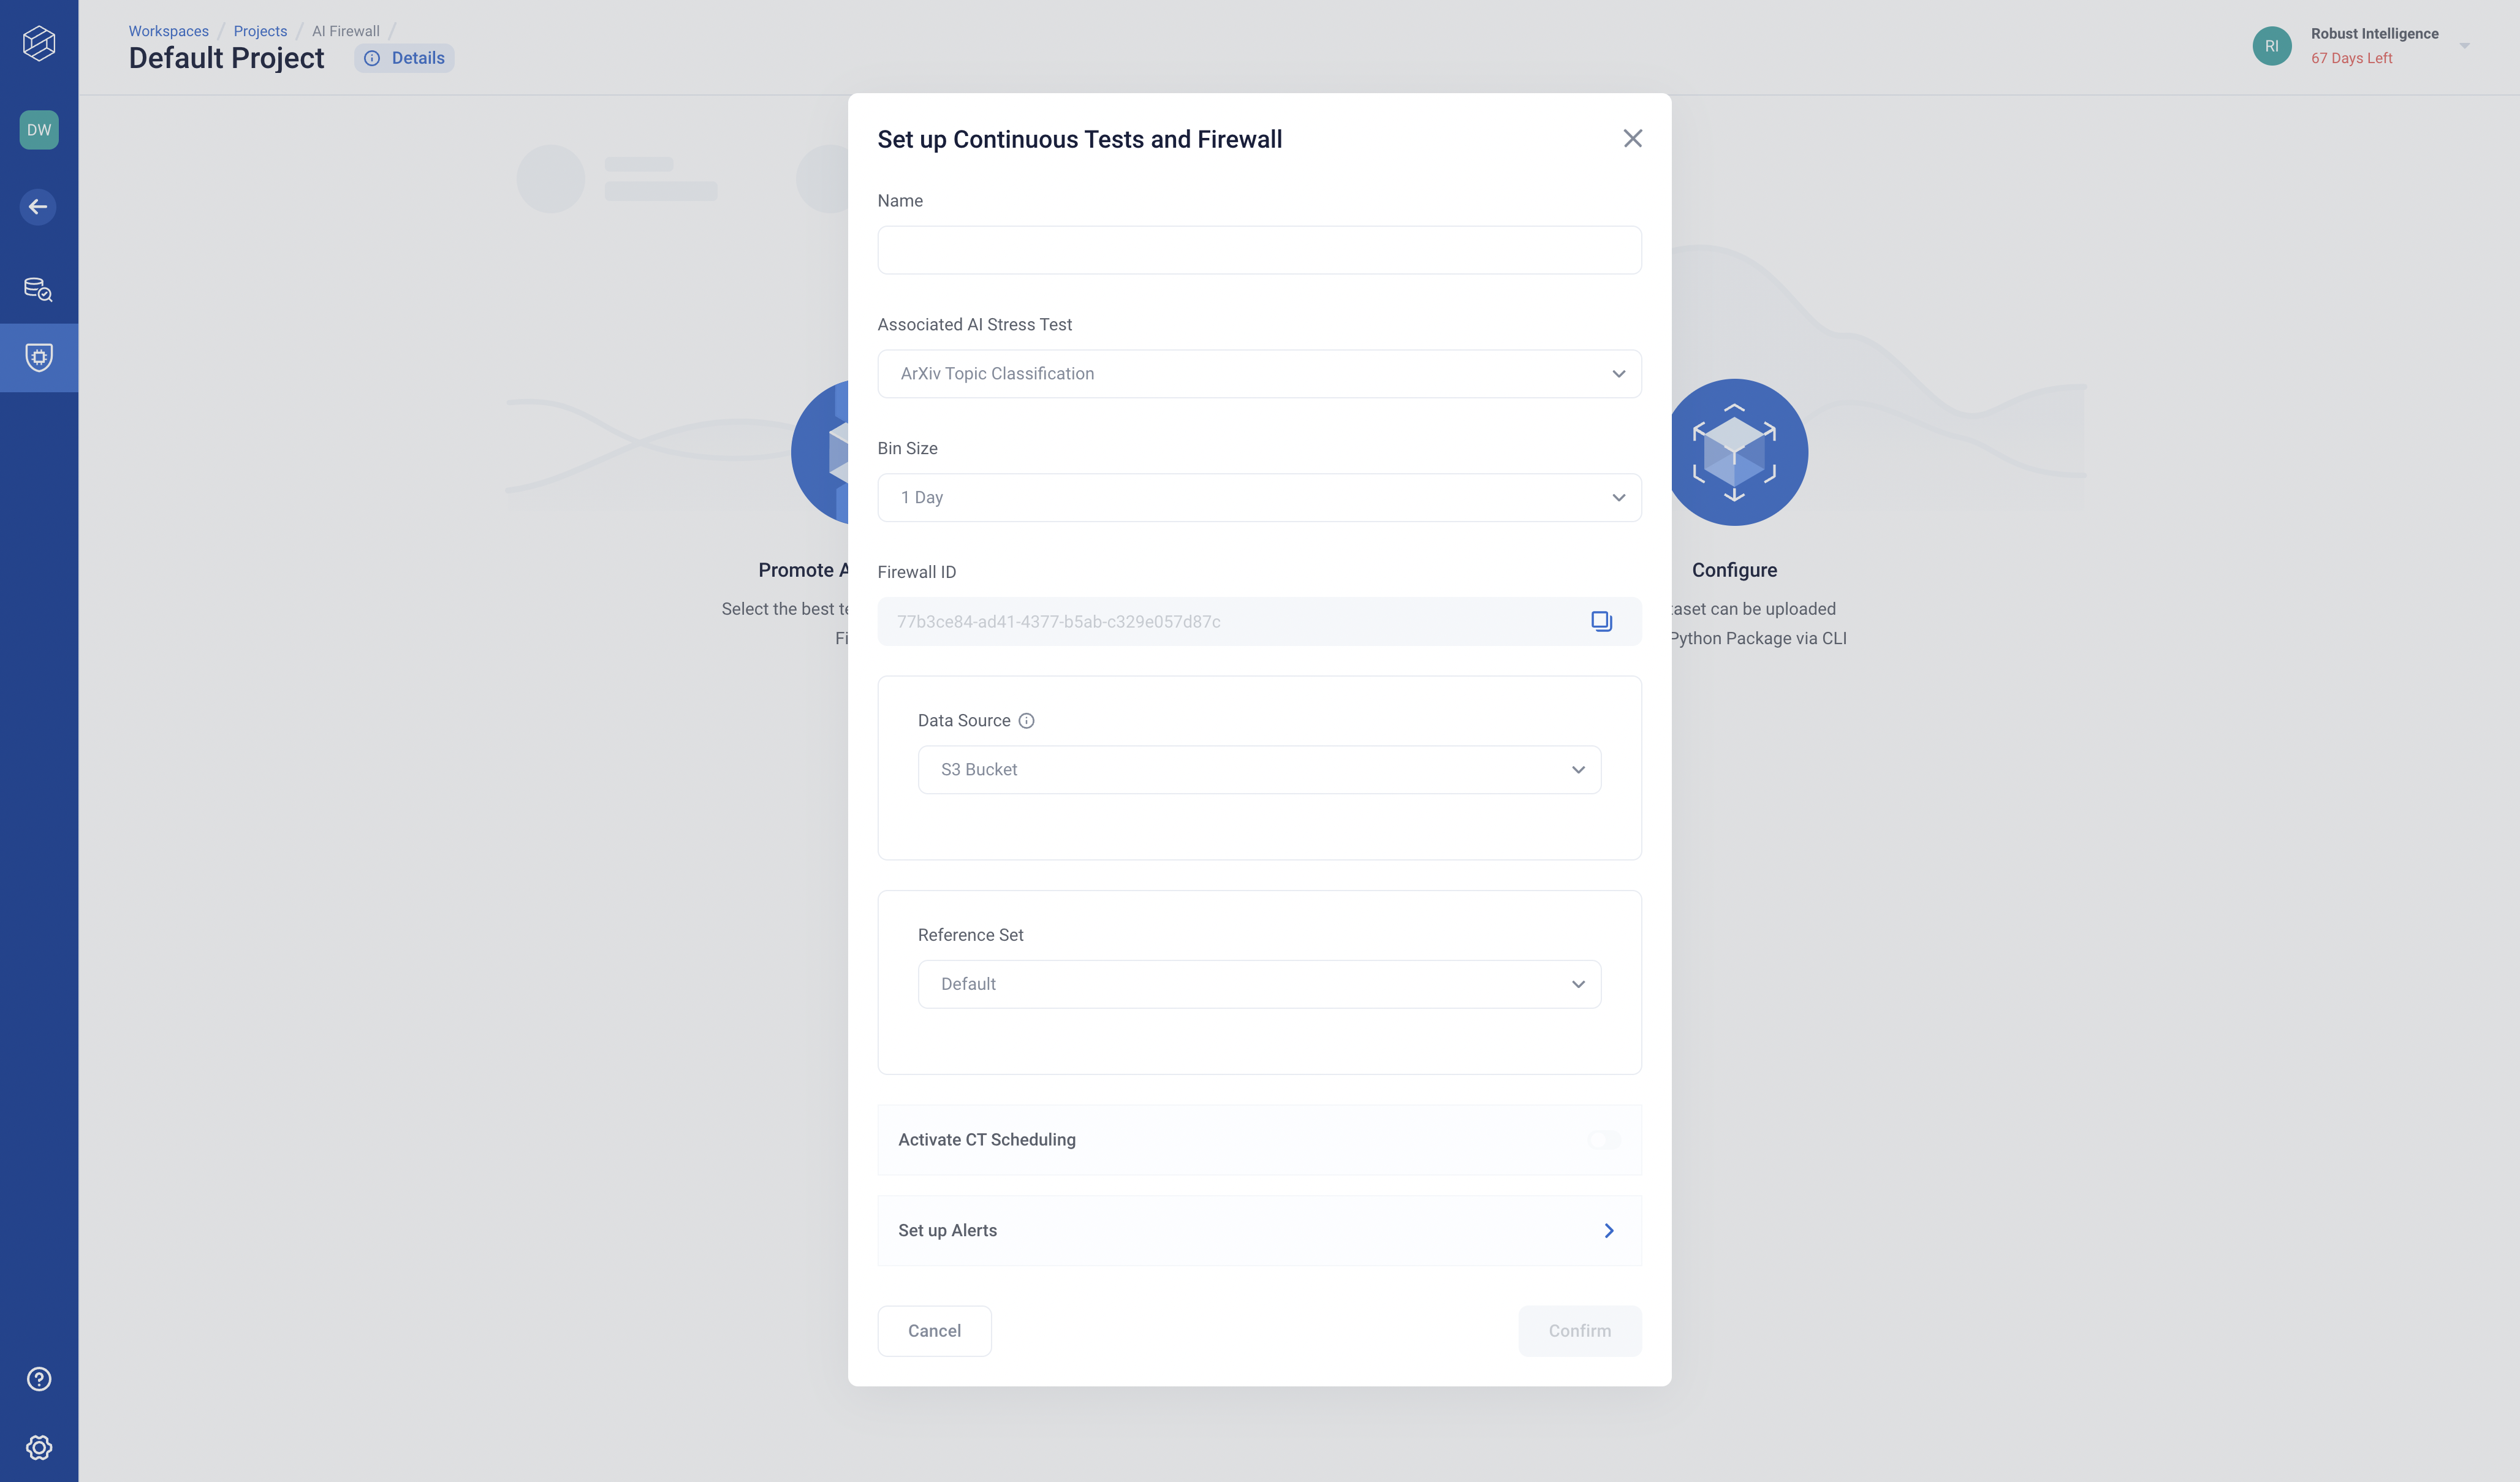 Workspaces / Projects / AI Firewall /
Default Project
Details
RI
Robust Intelligence
67 Days Left
DW
Set up Continuous Tests and Firewall
Name
Associated AI Stress Test
ArXiv Topic Classification
Bin Size
1 Day
Firewall ID
77b3ce84-ad41-4377-b5ab-c329e057d87c
Data Source
S3 Bucket
Reference Set
Default
Activate CT Scheduling
Set up Alerts
Cancel
Confirm
Promote A
Select the best te
Fi
Configure
taset can be uploaded
Python Package via CLI